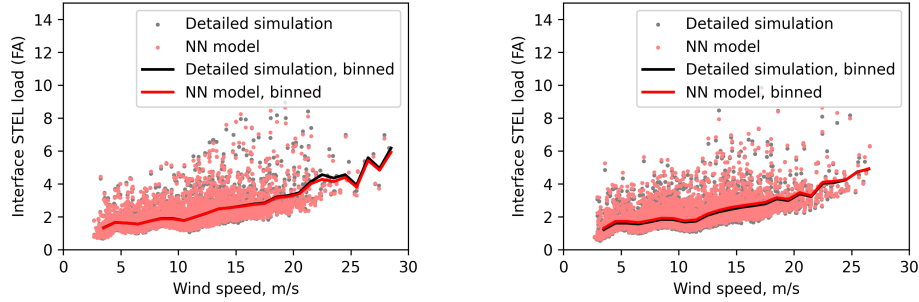 14
12
10
8
6
4
2
0
Interface STEL load (FA)
Detailed simulation
NN model
Detailed simulation, binned
NN model, binned
0 5 10 15 20 25 30
Wind speed, m/s
14
12
10
8
6
4
2
0
Interface STEL load (FA)
Detailed simulation
NN model
Detailed simulation, binned
NN model, binned
0 5 10 15 20 25 30
Wind speed, m/s